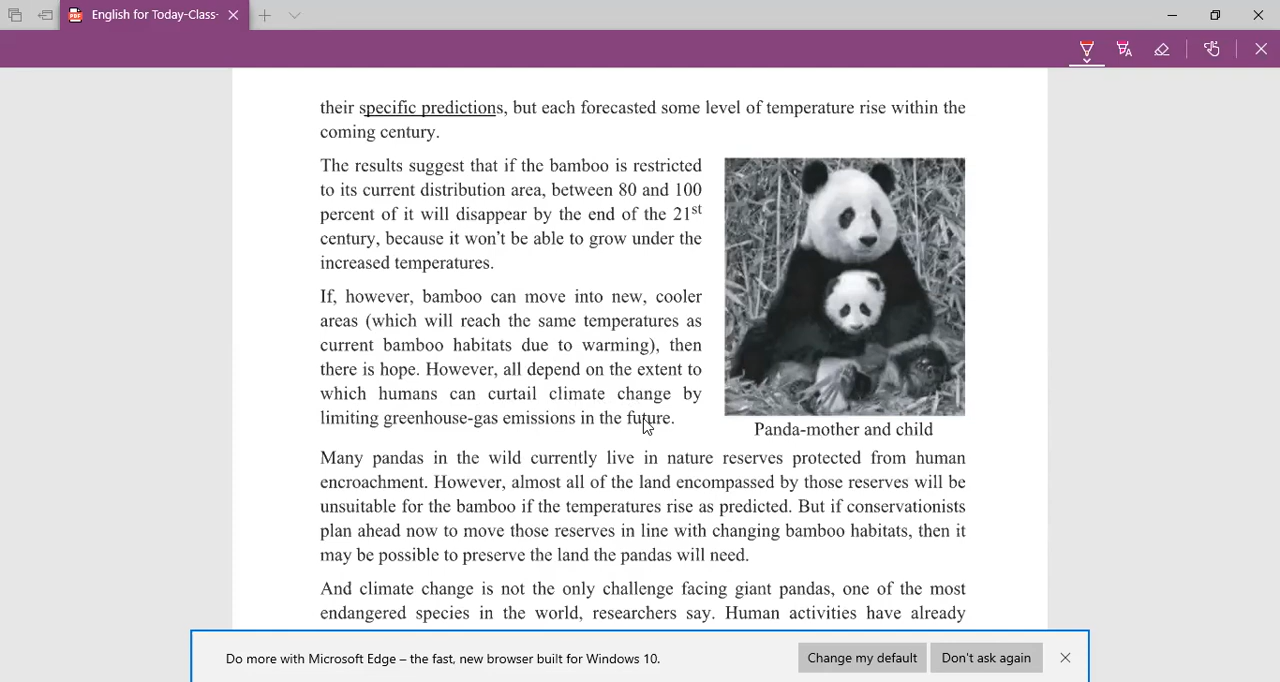 English for Today-Class-
their specific predictions, but each forecasted some level of temperature rise within the
coming century.
The results suggest that if the bamboo is restricted
to its current distribution area, between 80 and 100
percent of it will disappear by the end of the 21st
century, because it won't be able to grow under the
increased temperatures.
If, however, bamboo can move into new, cooler
areas (which will reach the same temperatures as
current bamboo habitats due to warming), then
there is hope. However, all depend on the extent to
which humans can curtail climate change by
limiting greenhouse-gas emissions in the future.
Panda-mother and child
Many pandas in the wild currently live in nature reserves protected from human
encroachment. However, almost all of the land encompassed by those reserves will be
unsuitable for the bamboo if the temperatures rise as predicted. But if conservationists
plan ahead now to move those reserves in line with changing bamboo habitats, then it
may be possible to preserve the land the pandas will need.
And climate change is not the only challenge facing giant pandas, one of the most
endangered species in the world, researchers say. Human activities have already
Do more with Microsoft Edge – the fast, new browser built for Windows 10.
Change my default
Don't ask again